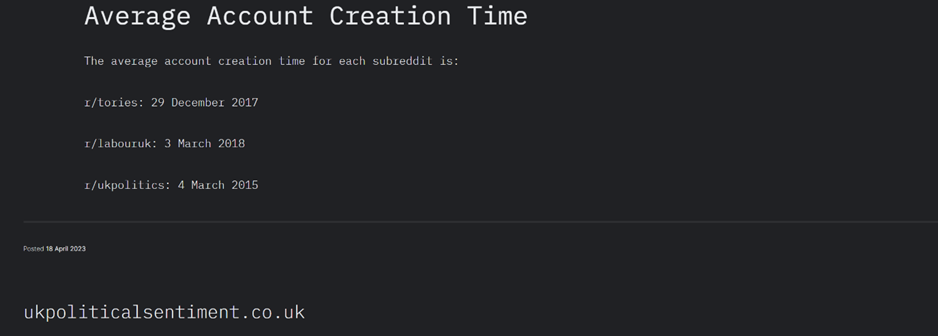 Average Account Creation Time
The average account creation time for each subreddit is:
r/tories: 29 December 2017
r/labouruk: 3 March 2018
r/ukpolitics: 4 March 2015
Posted 18 April 2023
ukpoliticalsentiment.co.uk